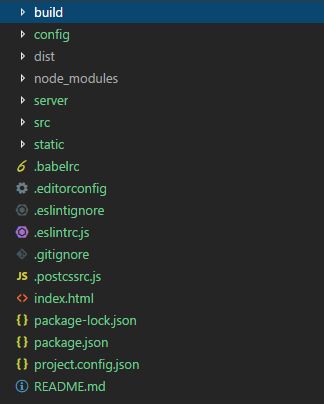 build
config
dist
node_modules
server
src
static
.babelrc
.editorconfig
.eslintignore
.eslintrc.js
.gitignore
JS .postcssrc.js
<> index.html
{ } package-lock.json
{ } package.json
{ } project.config.json
README.md